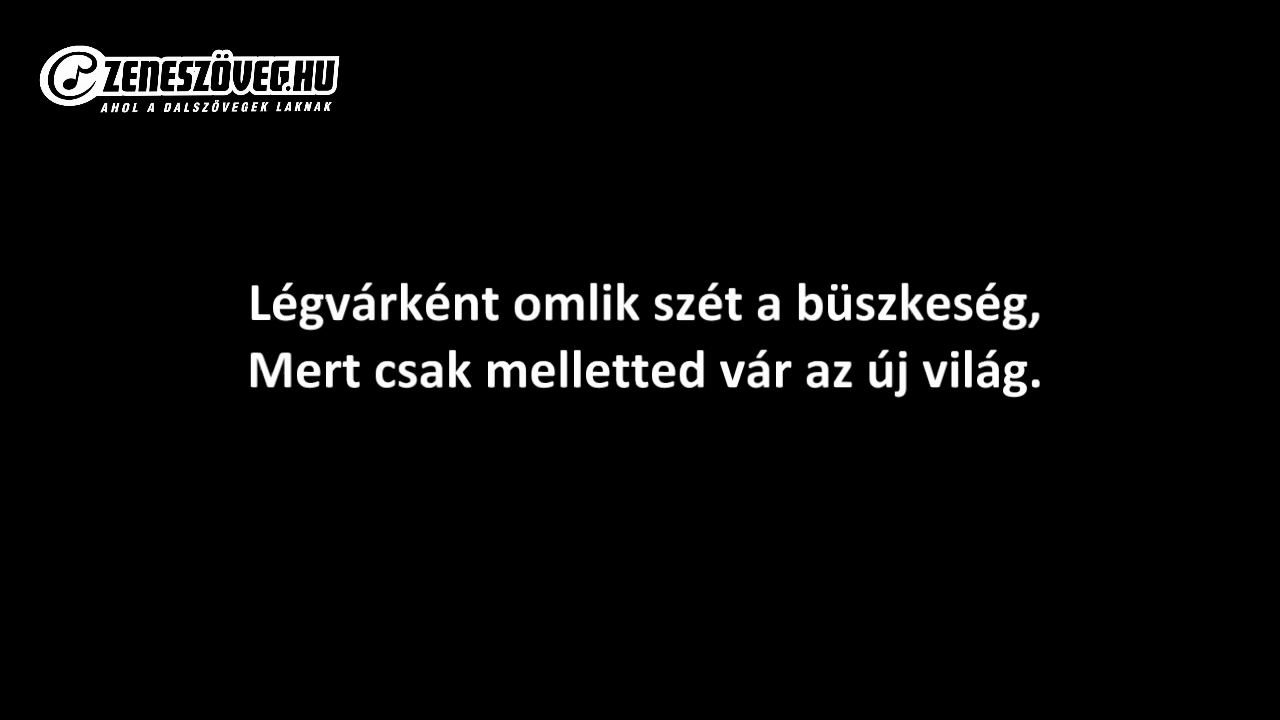 ZENESZÖVEG.HU
AHOL A DALSZÖVEGEK LAKNAK
Légvárként omlik szét a büszkeség,
Mert csak melletted vár az új világ.